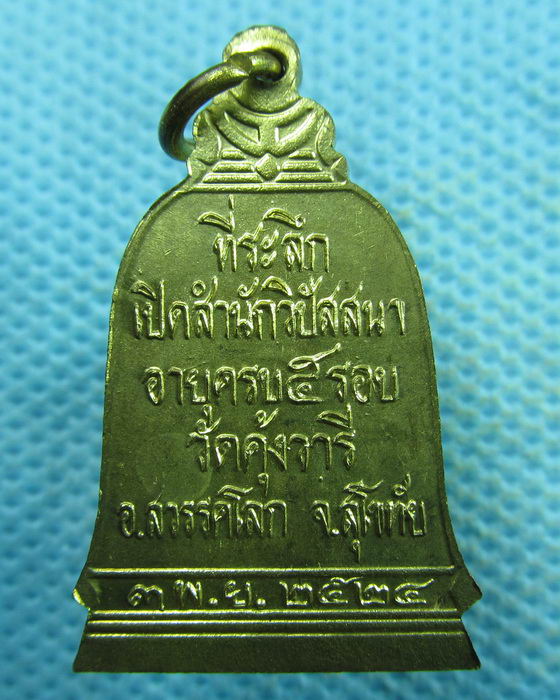 ที่ระลึก
เปิดสำนักวิปัสสนา
อายุครบ๕รอบ
วัดคุ้งวารี
อ.สวรรคโลก จ.สุโขทัย
๓ พ.ย. ๒๕๒๔